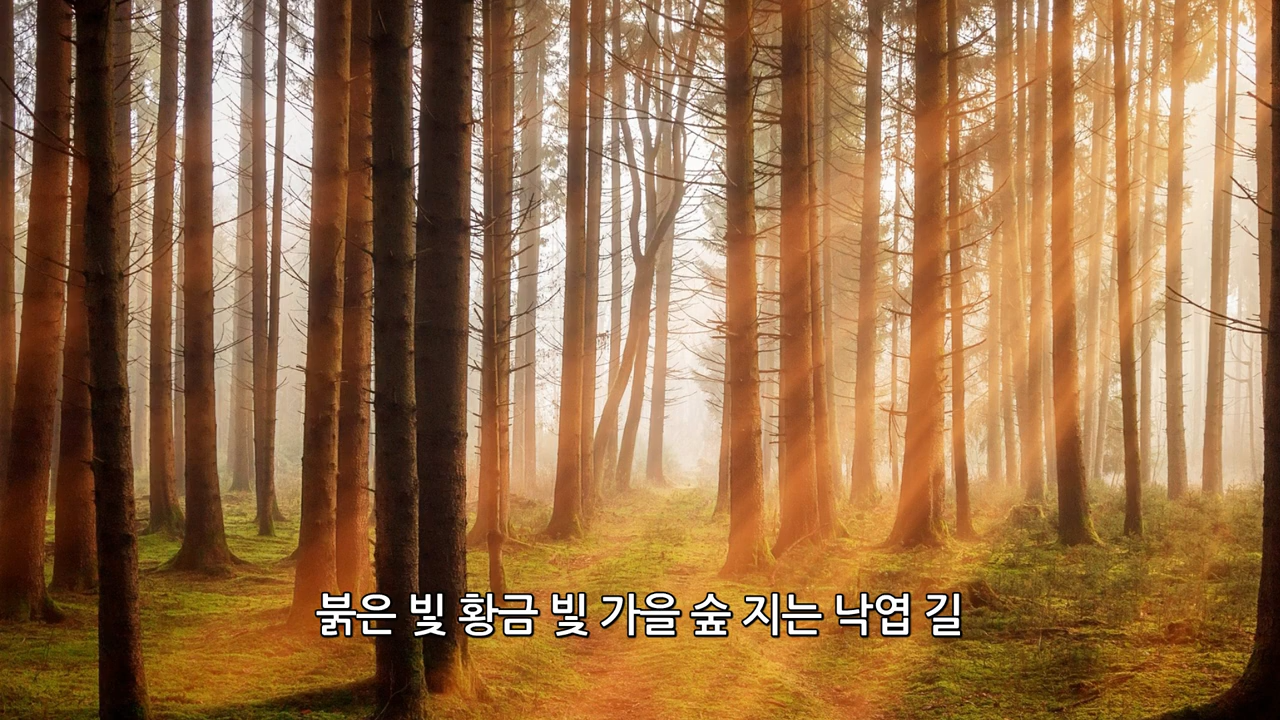 붉은 빛 황금 빛 가을 숲 지는 낙엽 길